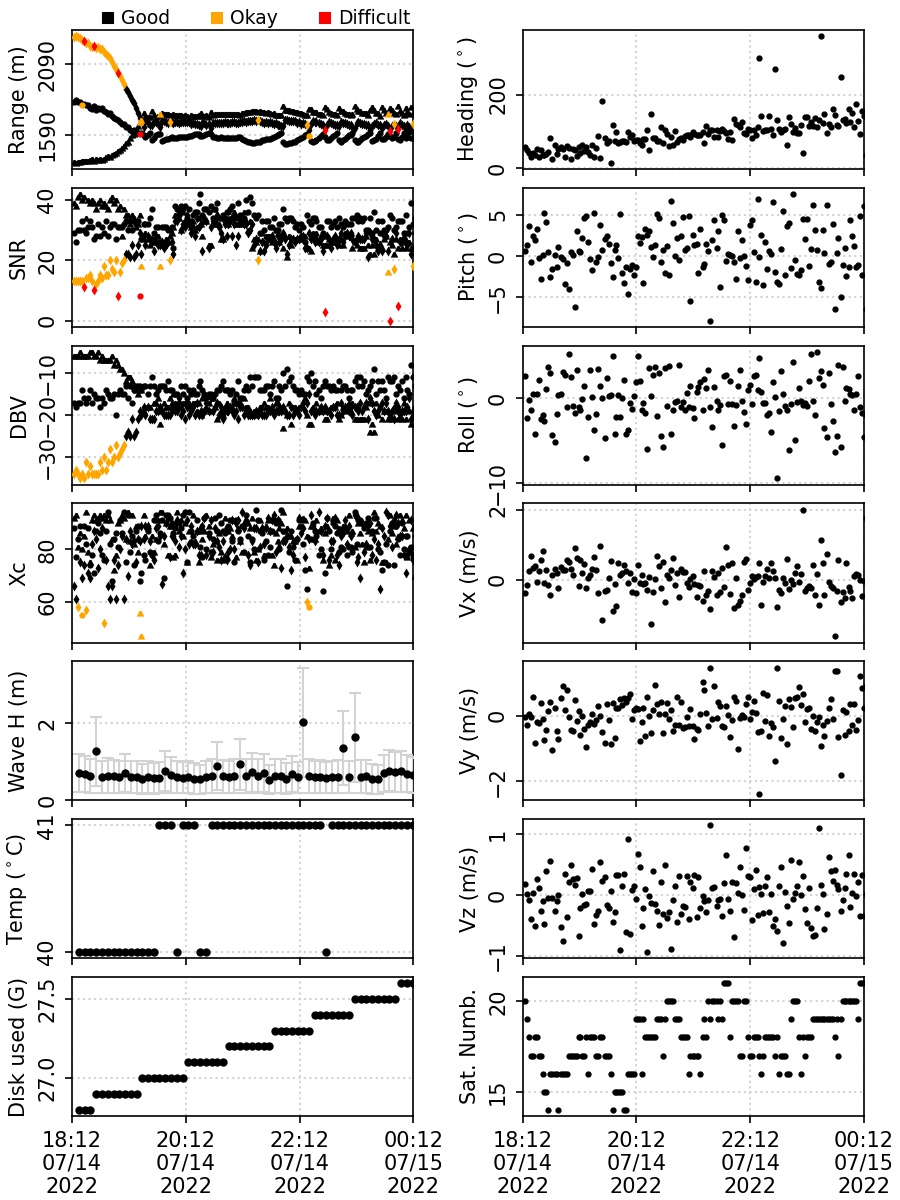 Good Okay Difficult
Range (m)
2090
1590
Heading (°)
200
0
SNR
40
20
0
Pitch (°)
5
0
−5
DBV
−10
−20
−30
Roll (°)
0
−10
Xc
80
60
Vx (m/s)
2
0
Wave H (m)
2
0
Vy (m/s)
0
−2
Temp (°C)
41
40
Vz (m/s)
1
0
−1
Disk used (G)
27.5
27.0
Sat. Numb.
20
15
18:12 20:12 22:12 00:12
07/14 07/14 07/14 07/15
2022 2022 2022 2022
18:12 20:12 22:12 00:12
07/14 07/14 07/14 07/15
2022 2022 2022 2022